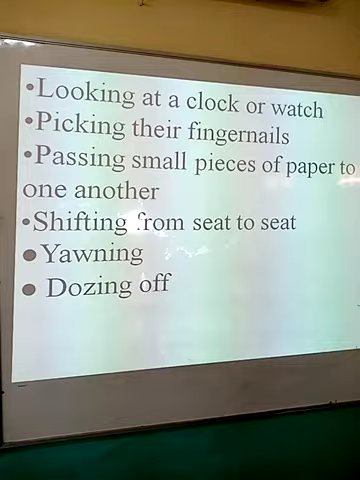 •Looking at a clock or watch
•Picking their fingernails
•Passing small pieces of paper to
one another
•Shifting from seat to seat
●Yawning
● Dozing off